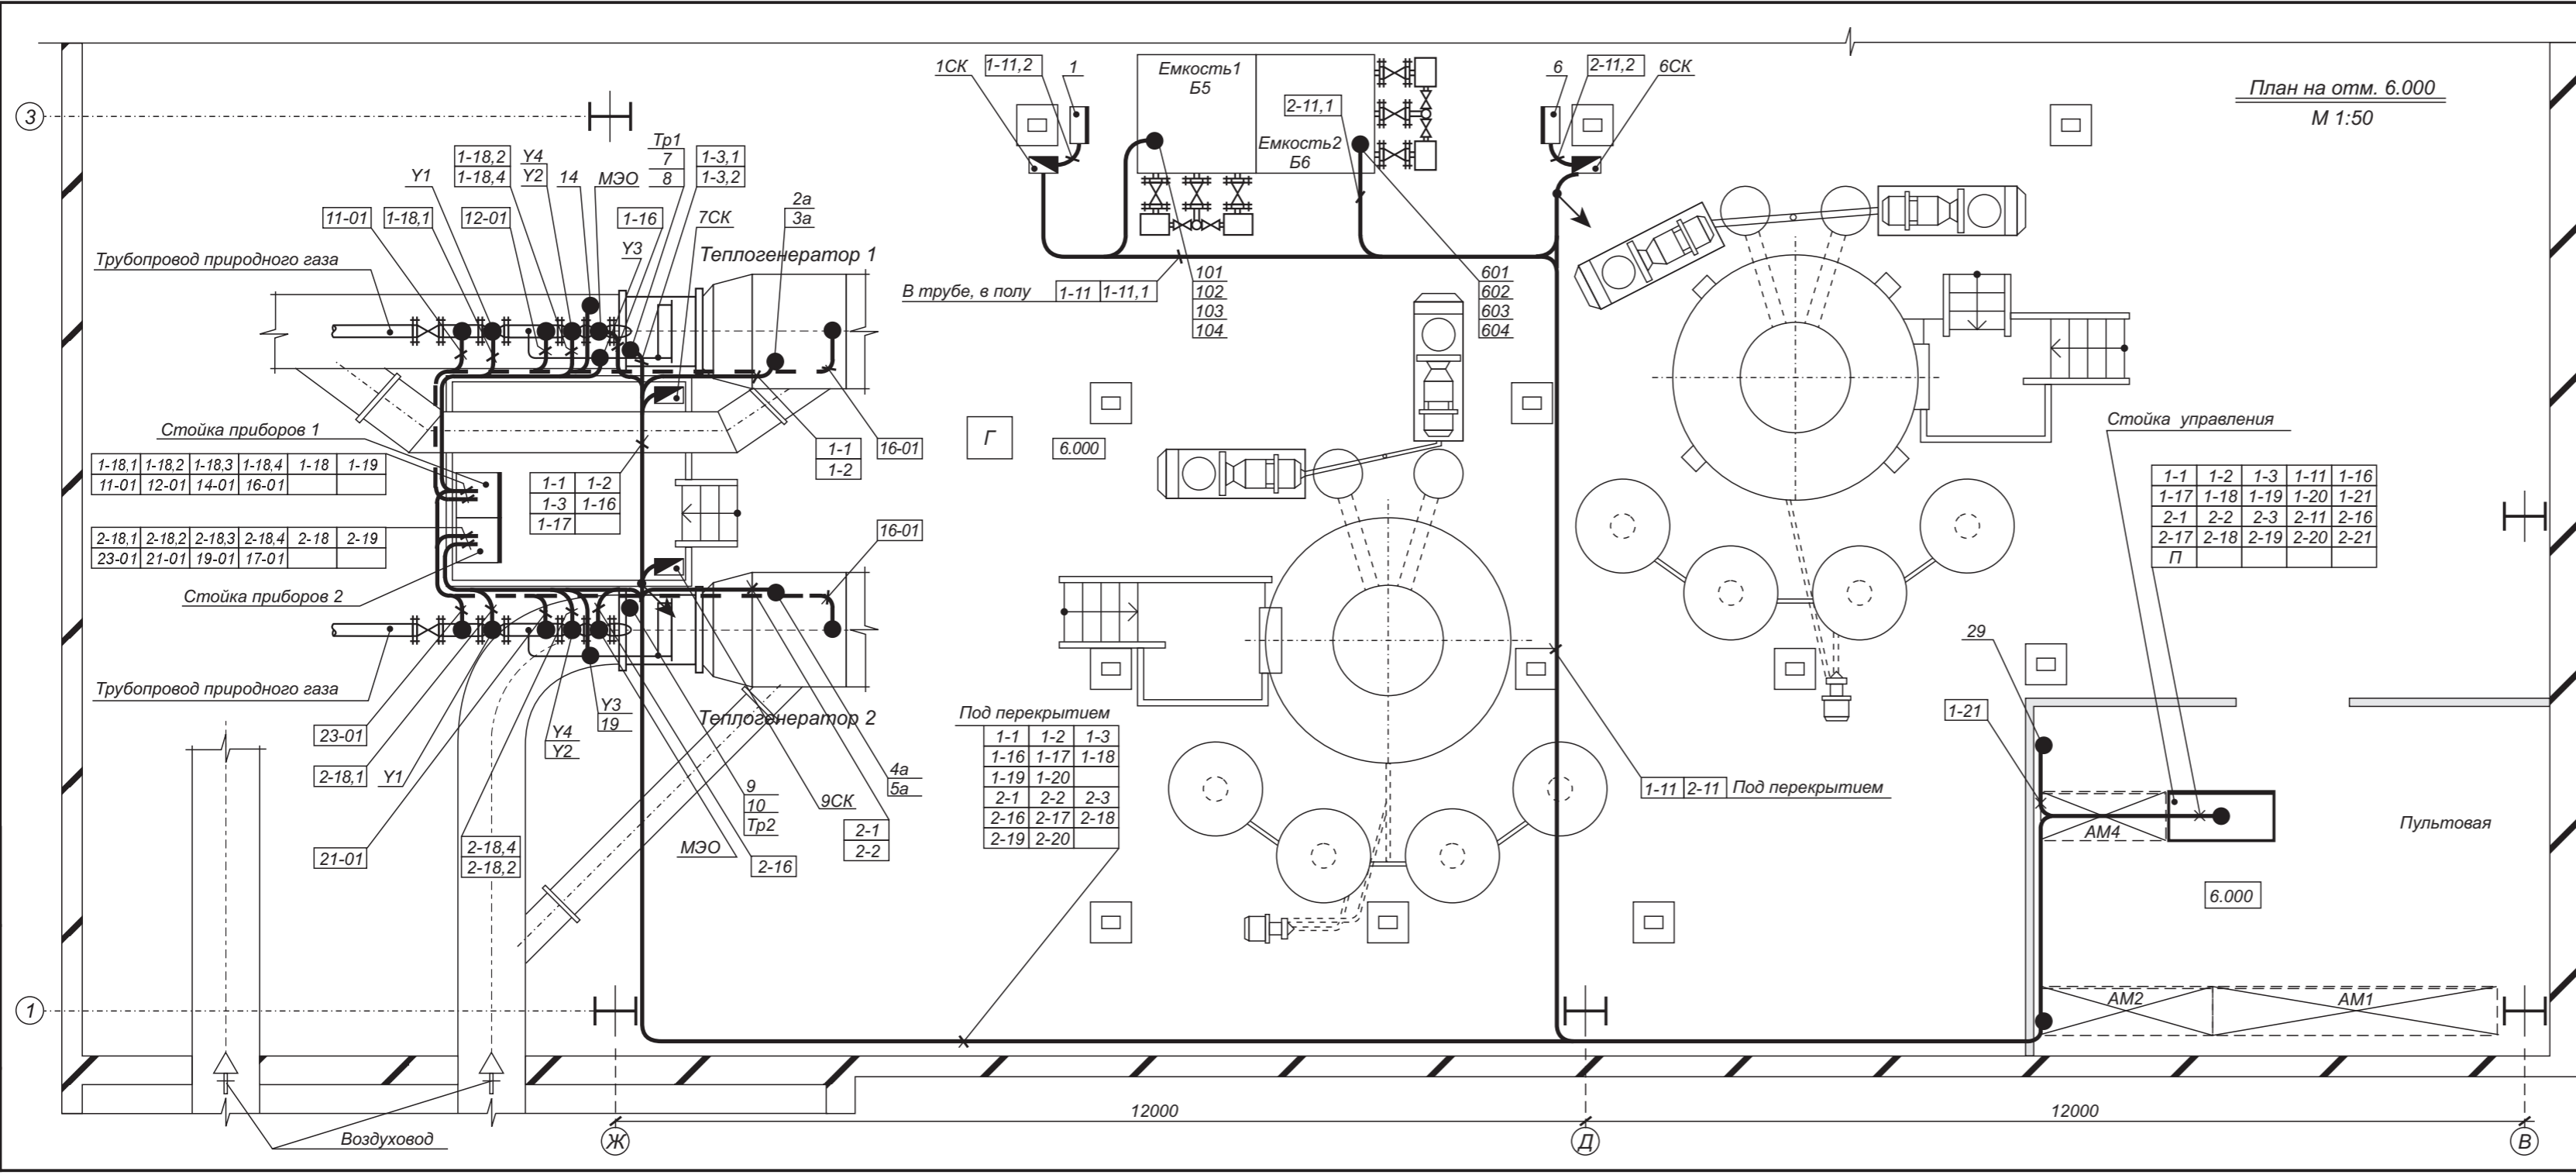 План на отм. 6.000
М 1:50
3
1СК
1-11,2
1
Емкость1
Б5
2-11,1
Емкость2
Б6
6
2-11,2
6СК
Y1
1-18,2
1-18,4
Y4
Y2
14
МЭО
Тр1
7
8
1-3,1
1-3,2
11-01
1-18,1
12-01
1-16
7СК
2а
3а
Y3
Трубопровод природного газа
Теплогенератор 1
В трубе, в полу
1-11 1-11,1
101
102
103
104
601
602
603
604
Стойка приборов 1
1-18,1 1-18,2 1-18,3 1-18,4 1-18 1-19
11-01 12-01 14-01 16-01
1-1 1-2
1-3 1-16
1-17
1-1
1-2
16-01
Г
6.000
Стойка управления
1-1 1-2 1-3 1-11 1-16
1-17 1-18 1-19 1-20 1-21
2-1 2-2 2-3 2-11 2-16
2-17 2-18 2-19 2-20 2-21
П
2-18,1 2-18,2 2-18,3 2-18,4 2-18 2-19
23-01 21-01 19-01 17-01
16-01
Стойка приборов 2
Трубопровод природного газа
Теплогенератор 2
23-01
2-18,1
Y1
21-01
Y3
19
Y4
Y2
2-18,4
2-18,2
МЭО
9
10
Тр2
2-16
9СК
4а
5а
2-1
2-2
Под перекрытием
1-1 1-2 1-3
1-16 1-17 1-18
1-19 1-20
2-1 2-2 2-3
2-16 2-17 2-18
2-19 2-20
1-11 2-11 Под перекрытием
29
1-21
АМ4
Пультовая
6.000
АМ2
АМ1
1
Воздуховод
12000
12000
Ж
Д
В